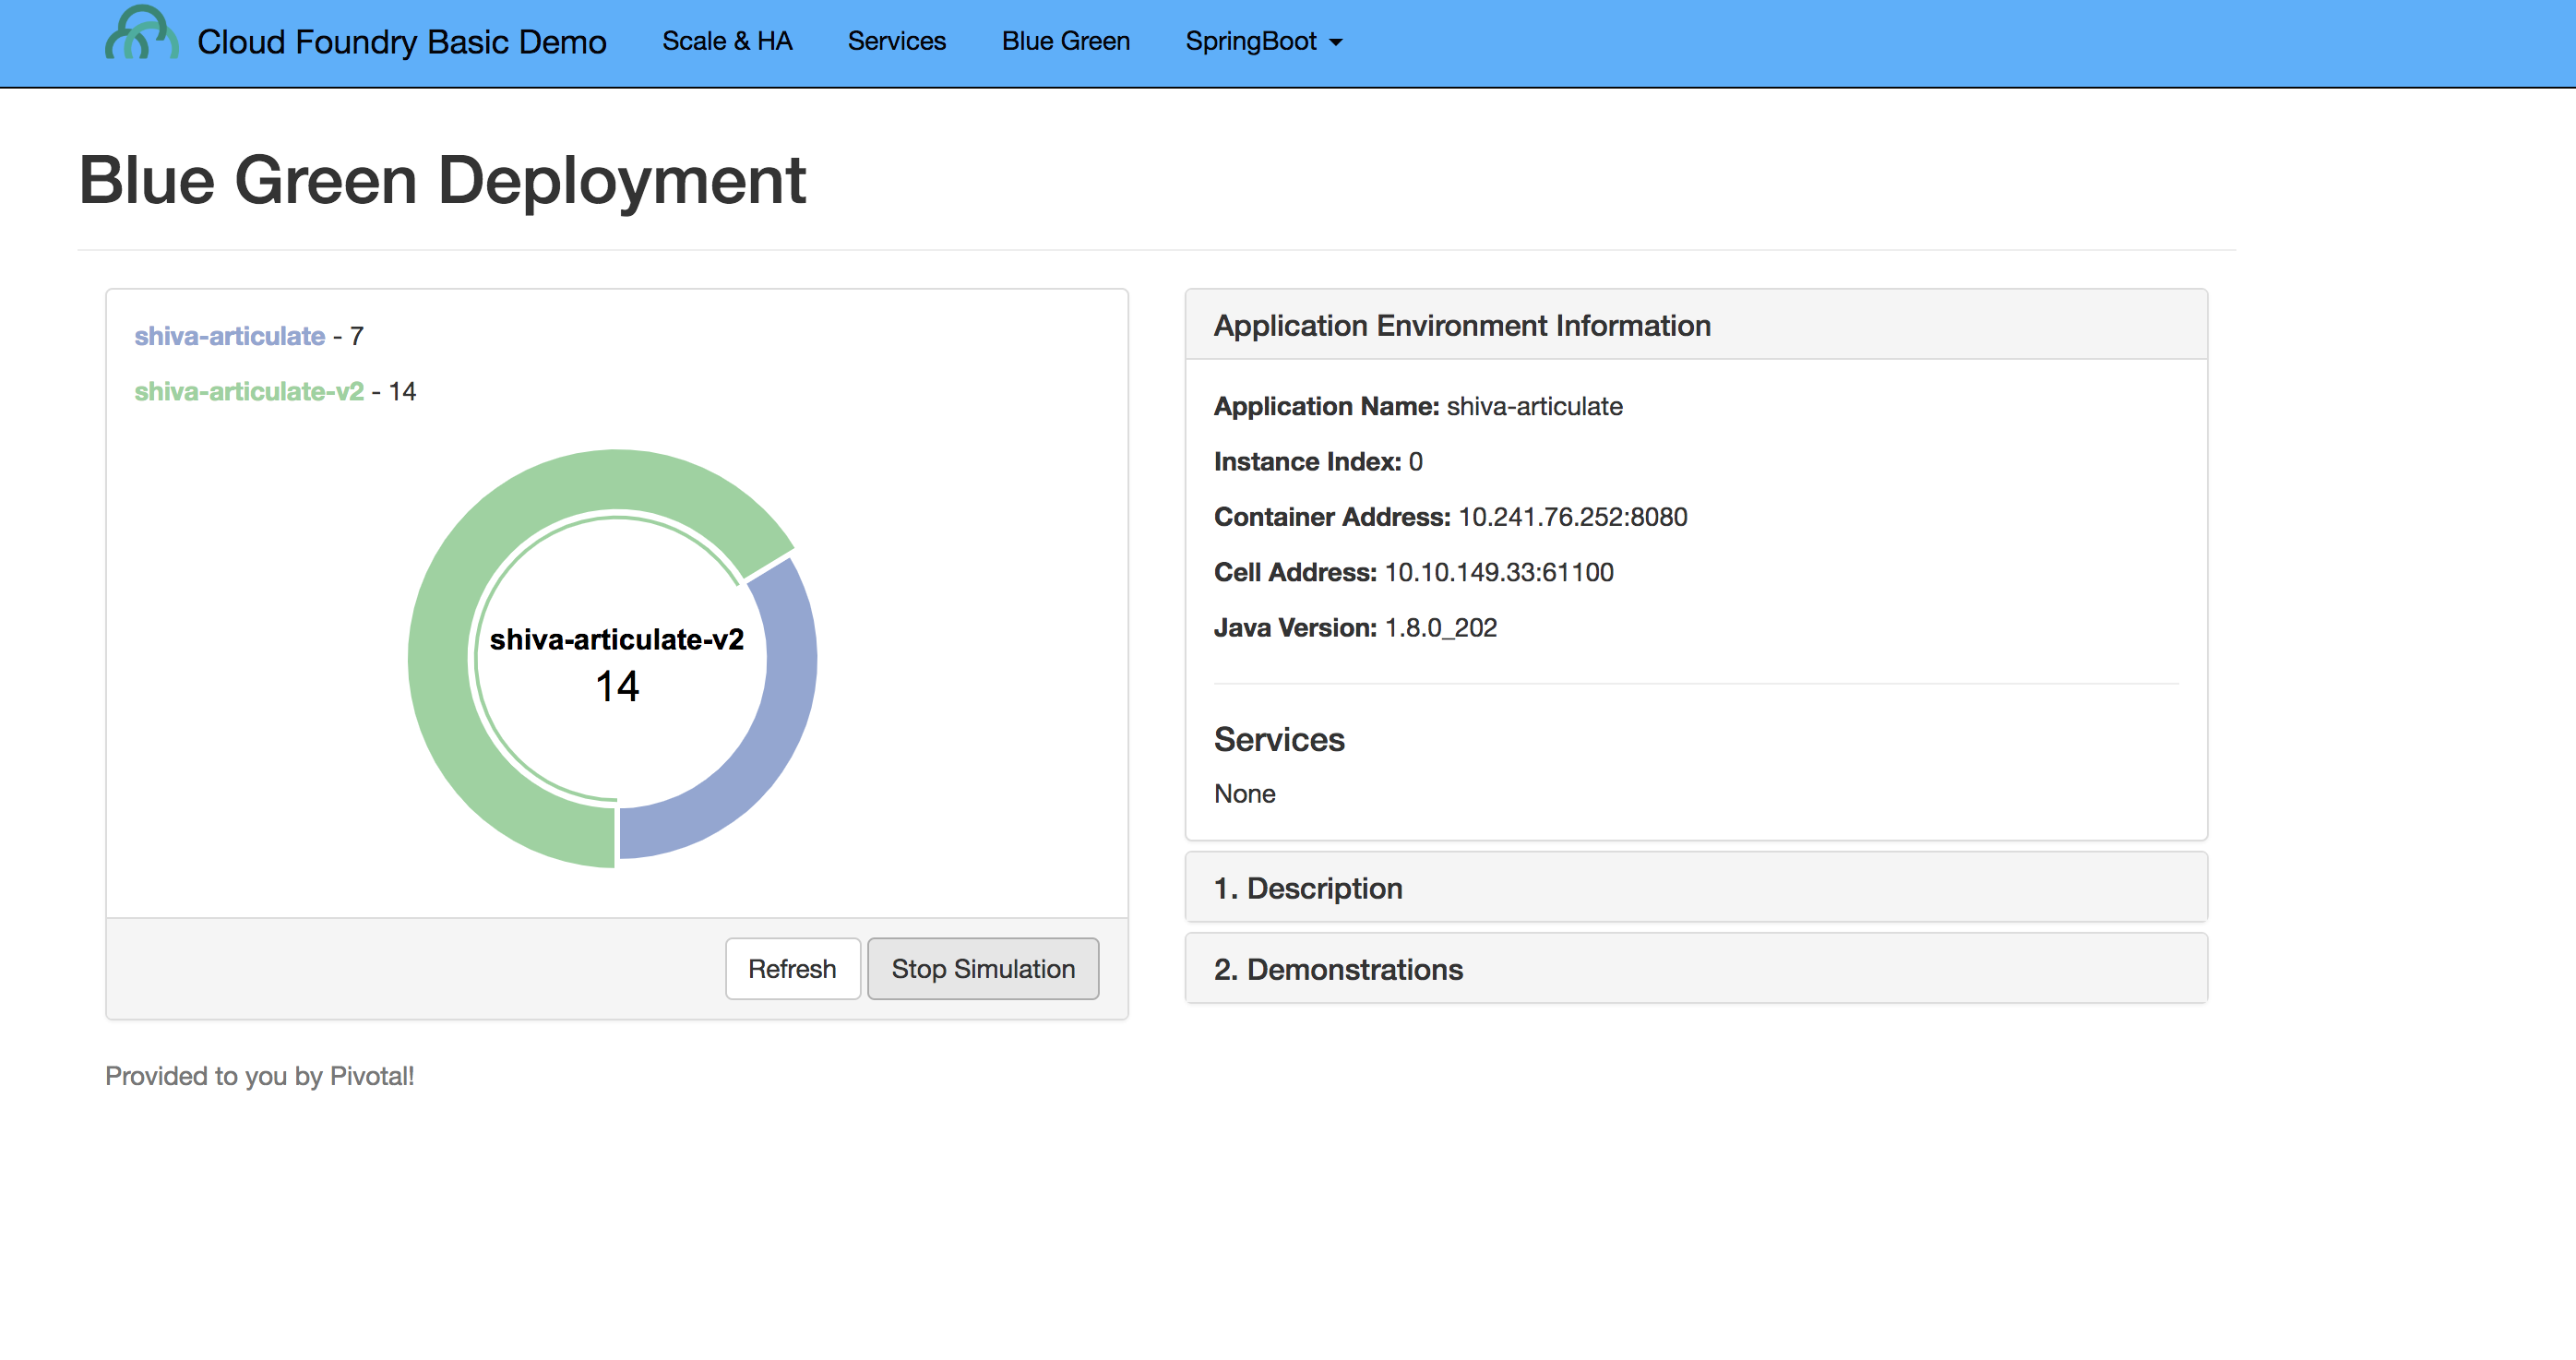 Cloud Foundry Basic Demo Scale & HA Services Blue Green SpringBoot
Blue Green Deployment
shiva-articulate - 7
shiva-articulate-v2 - 14
shiva-articulate-v2
14
Refresh Stop Simulation
Application Environment Information
Application Name: shiva-articulate
Instance Index: 0
Container Address: 10.241.76.252:8080
Cell Address: 10.10.149.33:61100
Java Version: 1.8.0_202
Services
None
1. Description
2. Demonstrations
Provided to you by Pivotal!